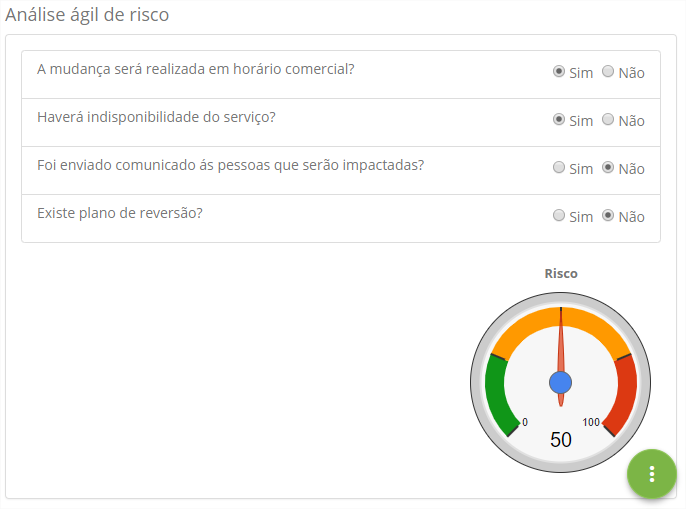 Análise ágil de risco
A mudança será realizada em horário comercial? Sim Não
Haverá indisponibilidade do serviço? Sim Não
Foi enviado comunicado ás pessoas que serão impactadas? Sim Não
Existe plano de reversão? Sim Não
Risco
0 100
50